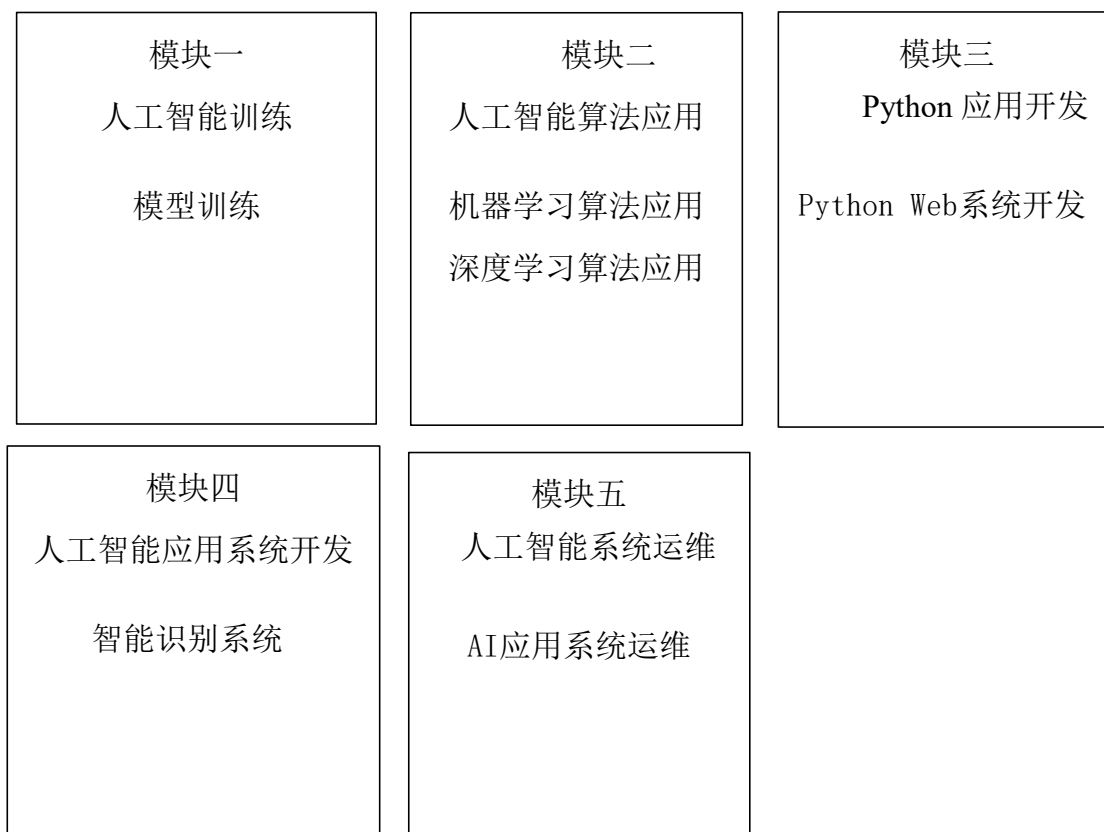 模块一
人工智能训练
模型训练
模块二
人工智能算法应用
机器学习算法应用
深度学习算法应用
模块三
Python 应用开发
Python Web系统开发
模块四
人工智能应用系统开发
智能识别系统
模块五
人工智能系统运维
AI应用系统运维